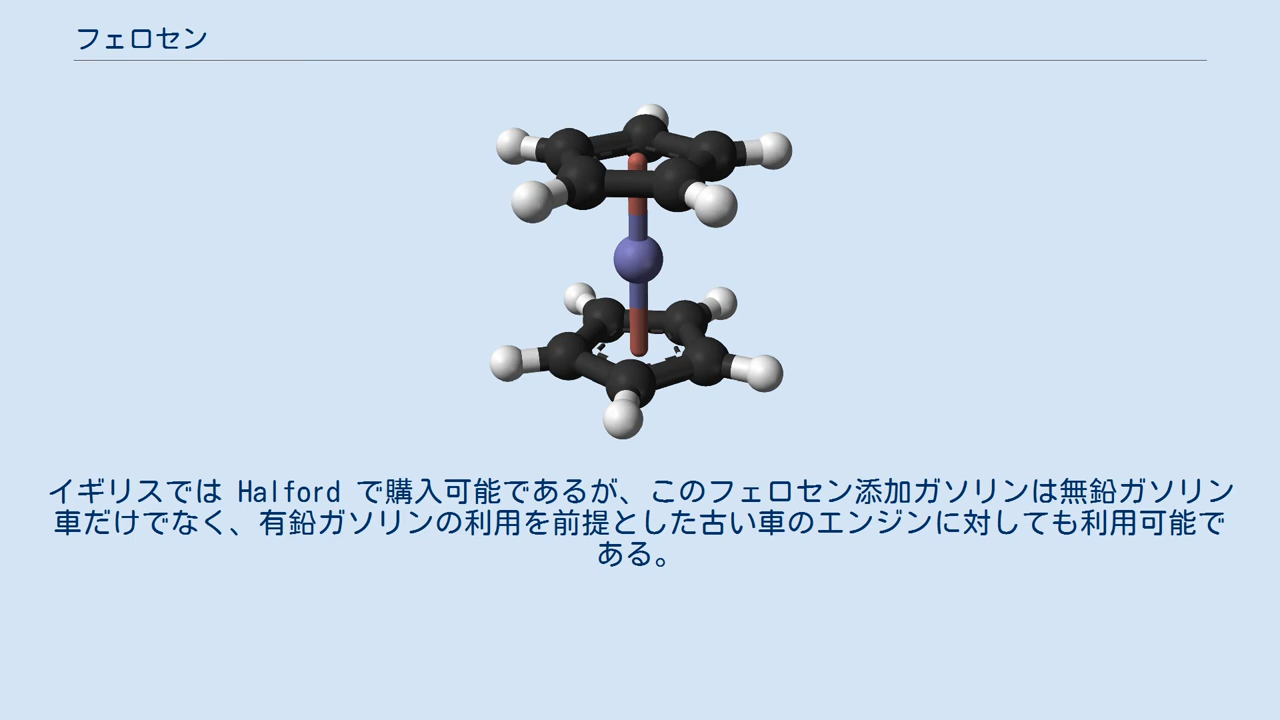 フェロセン
イギリスでは Halford で購入可能であるが、このフェロセン添加ガソリンは無鉛ガソリン
車だけでなく、有鉛ガソリンの利用を前提とした古い車のエンジンに対しても利用可能で
ある。